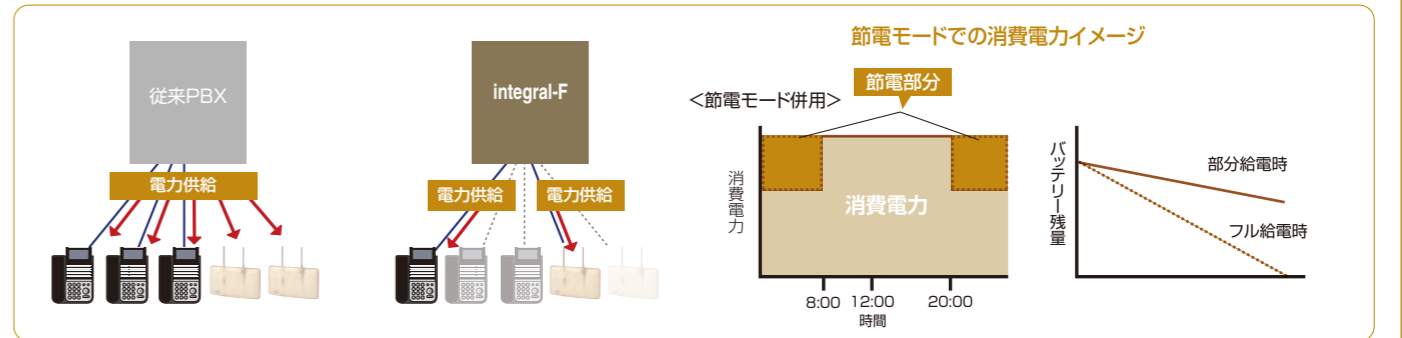 従来PBX
電力供給
integral-F
電力供給
電力供給
節電モードでの消費電力イメージ
<節電モード併用>
節電部分
消費電力
消費電力
8:00
12:00
20:00
時間
バッテリー残量
部分給電時
フル給電時